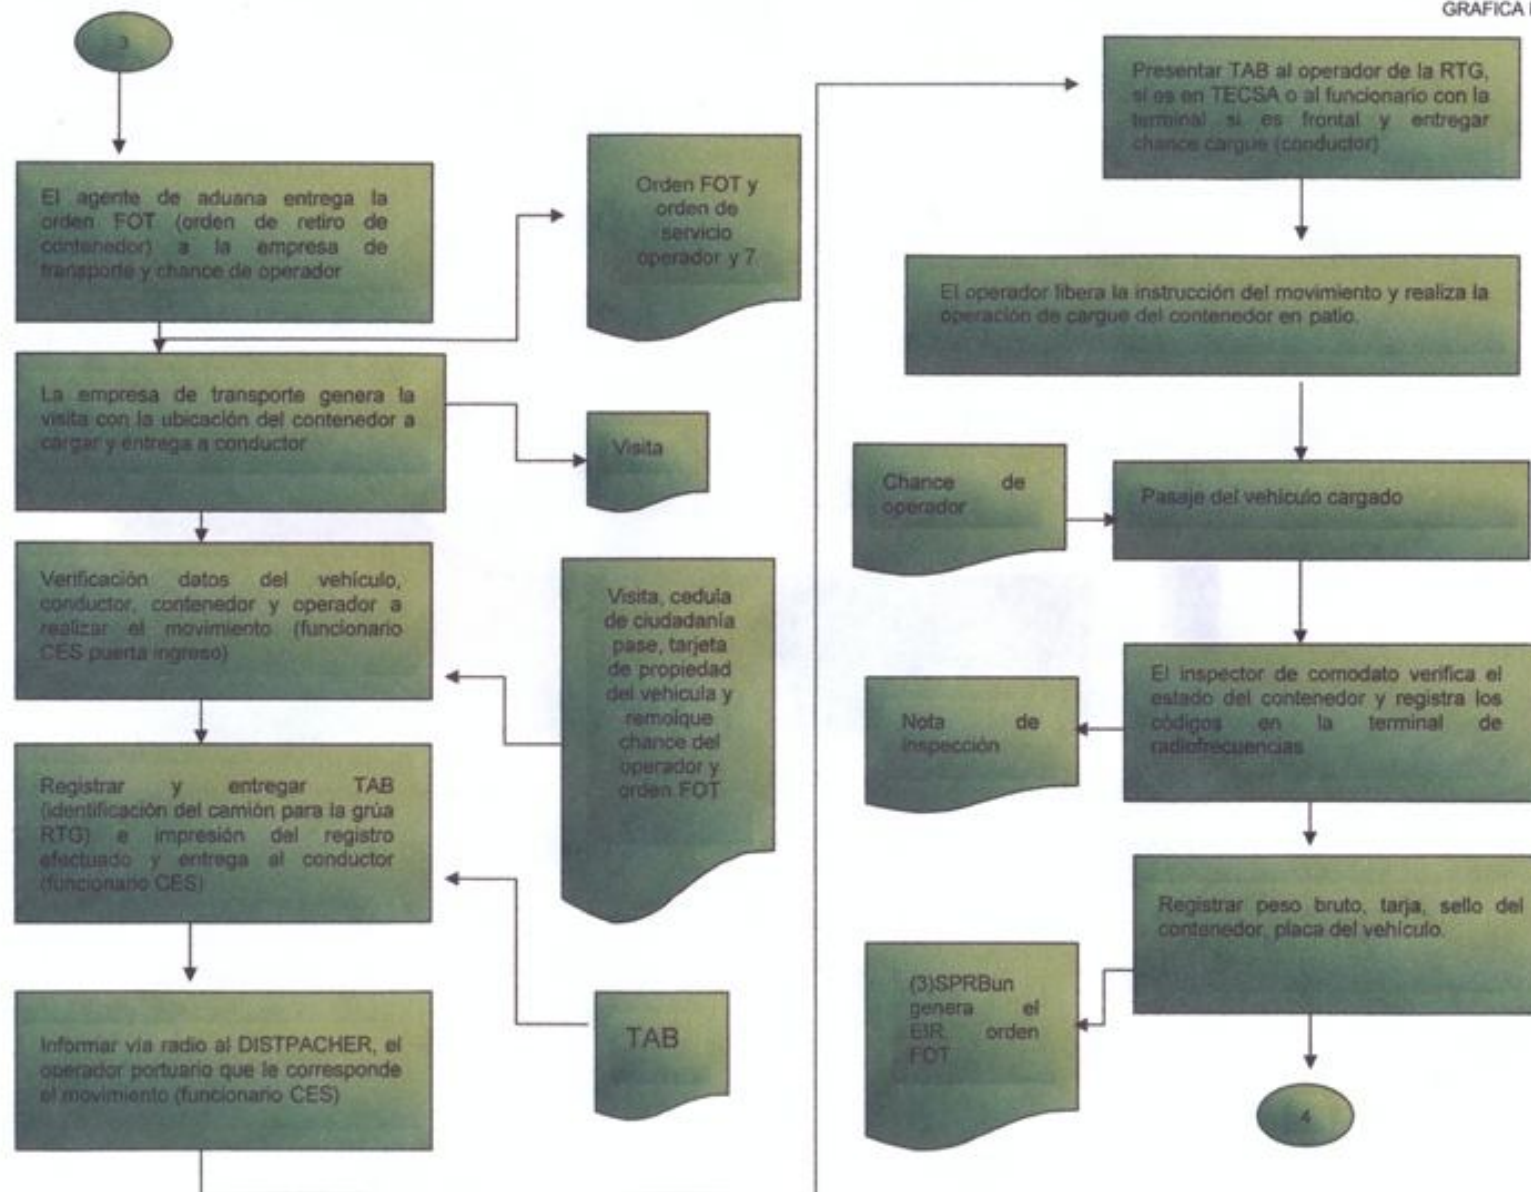 GRAFICA
3
El agente de aduana entrega la
orden FOT (orden de retiro de
contenedor) a la empresa de
transporte y chance de operador
Orden FOT y
orden de
servicio
operador y 7.
La empresa de transporte genera la
visita con la ubicación del contenedor a
cargar y entrega a conductor
Visita
Verificación datos del vehículo,
conductor, contenedor y operador a
realizar el movimiento (funcionario
CES puerta ingreso)
Visita, cedula
de ciudadanía
pase, tarjeta
de propiedad
del vehicula y
remolque
chance del
operador y
orden FOT
Registrar y entregar TAB
(identificación del camión para la grúa
RTG) e impresión del registro
efectuado y entrega al conductor
(funcionario CES)
TAB
Informar vía radio al DISTPACHER, el
operador portuario que le corresponde
el movimiento (funcionario CES)
Presentar TAB al operador de la RTG,
si es en TECSA o al funcionario con la
terminal si es frontal y entregar
chance cargue (conductor)
El operador libera la instrucción del movimiento y realiza la
operación de cargue del contenedor en patio.
Chance de
operador
Pasaje del vehículo cargado
El inspector de comodato verifica el
estado del contenedor y registra los
códigos en la terminal de
radiofrecuencias
Nota de
inspección
Registrar peso bruto, tarja, sello del
contenedor, placa del vehículo.
(3)SPRBun
genera el
EIR, orden
FOT
4